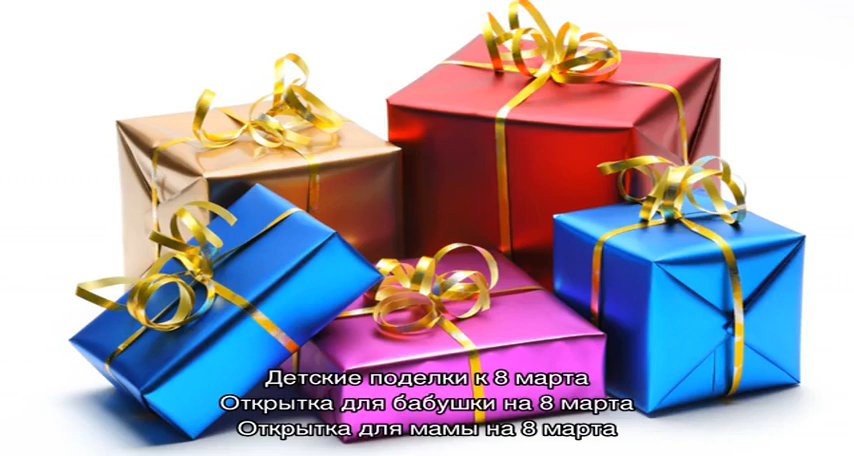 Детские поделки к 8 марта
Открытка для бабушки на 8 марта
Открытка для мамы на 8 марта